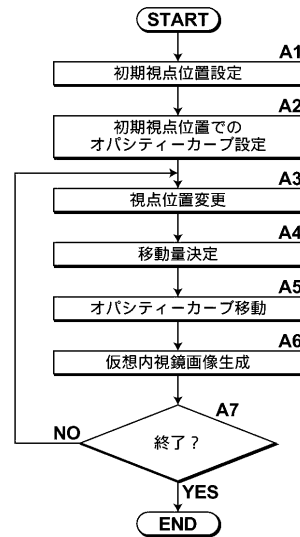 START
A1
初期視点位置設定
A2
初期視点位置での
オパシティーカーブ設定
A3
視点位置変更
A4
移動量決定
A5
オパシティーカーブ移動
A6
仮想内視鏡画像生成
A7
終了？
NO
YES
END